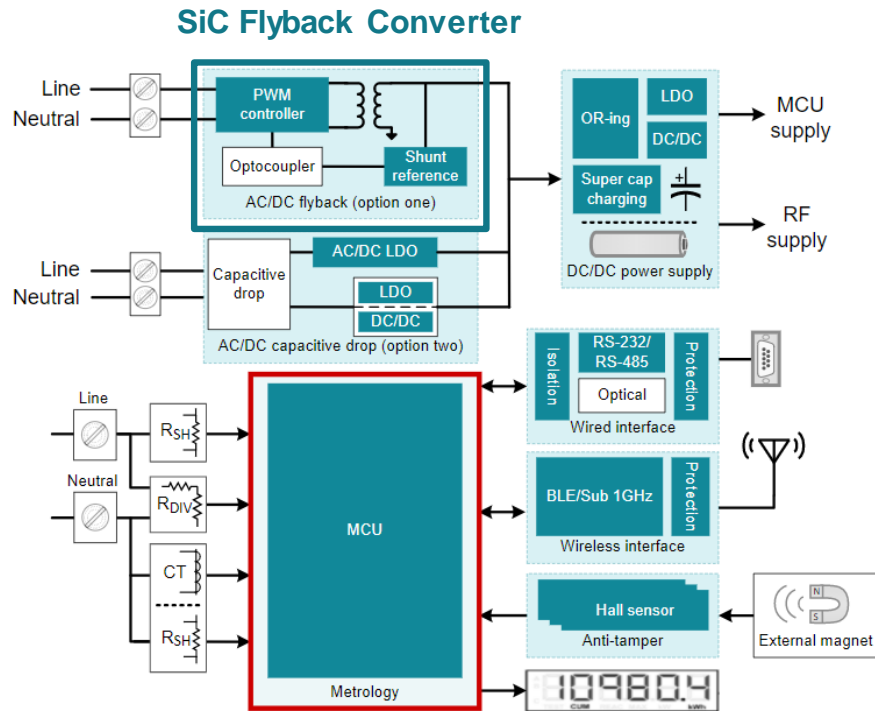 SiC Flyback Converter
Line
Neutral
PWM
controller
Optocoupler
Shunt
reference
AC/DC flyback (option one)
OR-ing
LDO
DC/DC
Super cap
charging
+
DC/DC power supply
MCU
supply
RF
supply
Line
Neutral
Capacitive
drop
AC/DC LDO
LDO
DC/DC
AC/DC capacitive drop (option two)
Isolation
RS-232/
RS-485
Optical
Protection
Wired interface
Line
Neutral
RSH
RDIV
CT
RSH
MCU
Metrology
BLE/Sub 1GHz
Protection
Wireless interface
Hall sensor
Anti-tamper
N
S
External magnet
10980.4
CUM
kWh